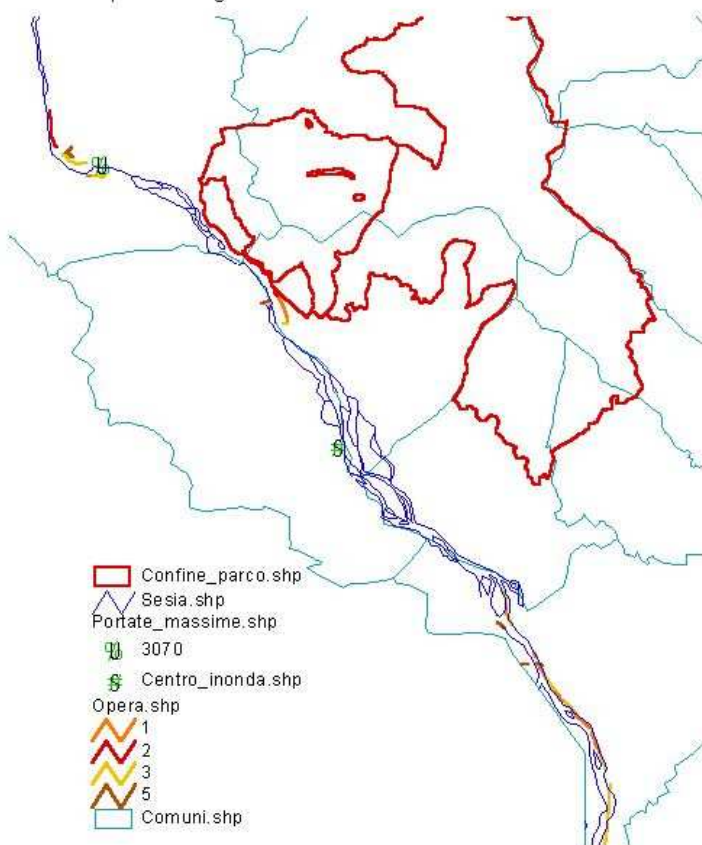 Confine_parco.shp
Sesia.shp
Portate_massime.shp
3070
Centro_inonda.shp
Opera.shp
1
2
3
5
Comuni.shp